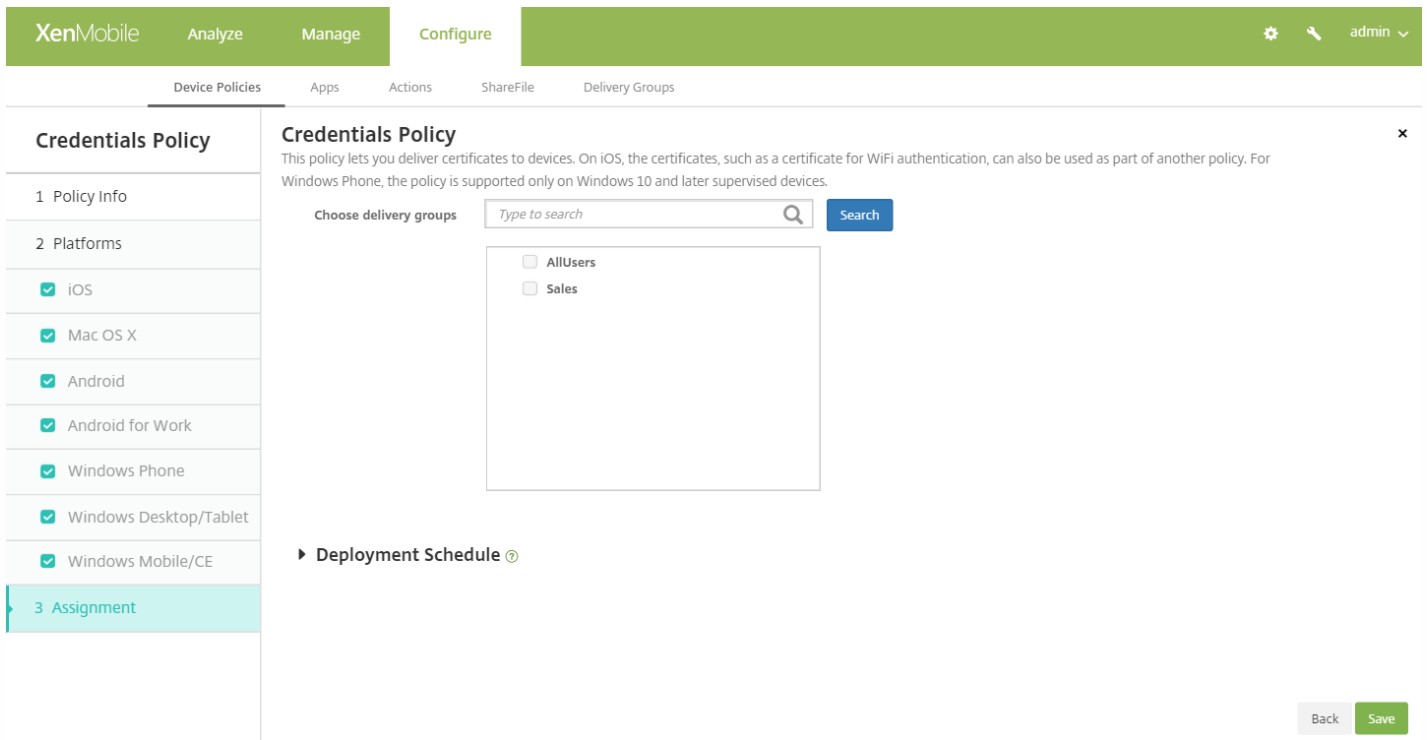 XenMobile Analyze Manage Configure admin
Device Policies Apps Actions ShareFile Delivery Groups
Credentials Policy
1 Policy Info
2 Platforms
iOS
Mac OS X
Android
Android for Work
Windows Phone
Windows Desktop/Tablet
Windows Mobile/CE
3 Assignment
Credentials Policy
This policy lets you deliver certificates to devices. On iOS, the certificates, such as a certificate for WiFi authentication, can also be used as part of another policy. For
Windows Phone, the policy is supported only on Windows 10 and later supervised devices.
Choose delivery groups Type to search Search
AllUsers
Sales
Deployment Schedule ?
Back Save